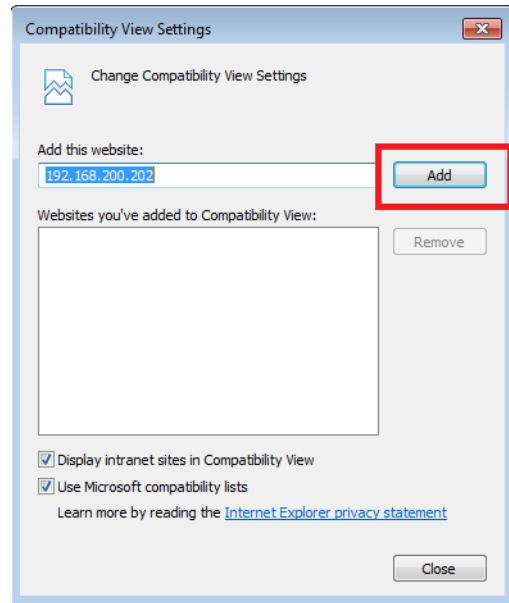 Compatibility View Settings
Change Compatibility View Settings
Add this website:
192.168.200.202
Add
Websites you've added to Compatibility View:
Remove
Display intranet sites in Compatibility View
Use Microsoft compatibility lists
Learn more by reading the Internet Explorer privacy statement
Close